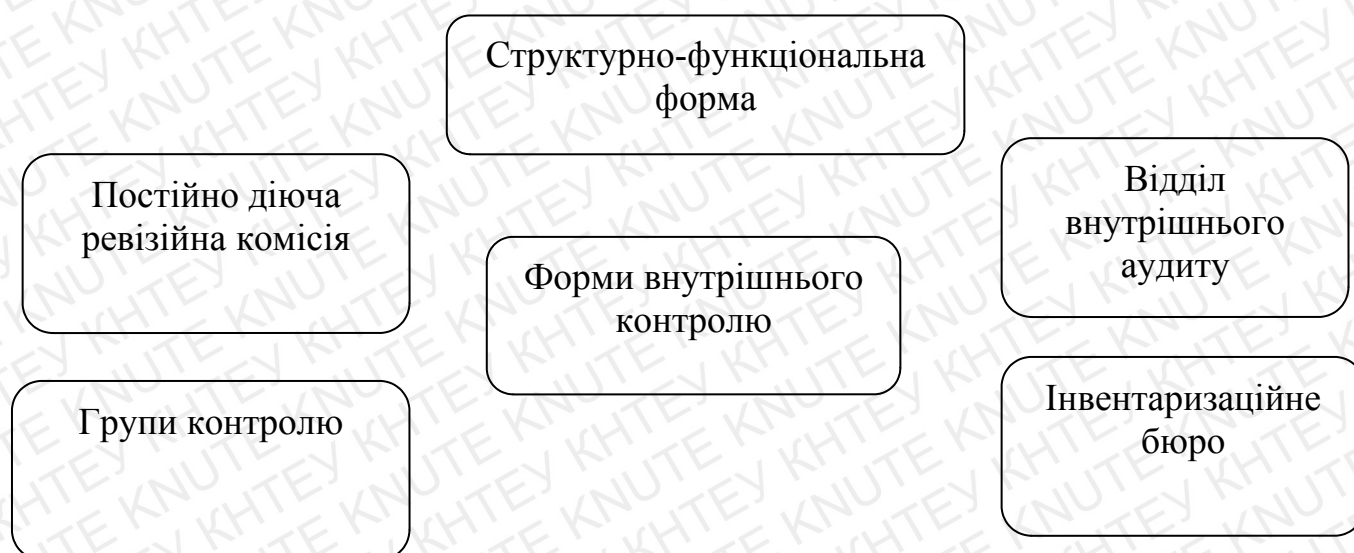 Структурно-функціональна
форма
Постійно діюча
ревізійна комісія
Відділ
внутрішнього
аудиту
Форми внутрішнього
контролю
Групи контролю
Інвентаризаційне
бюро